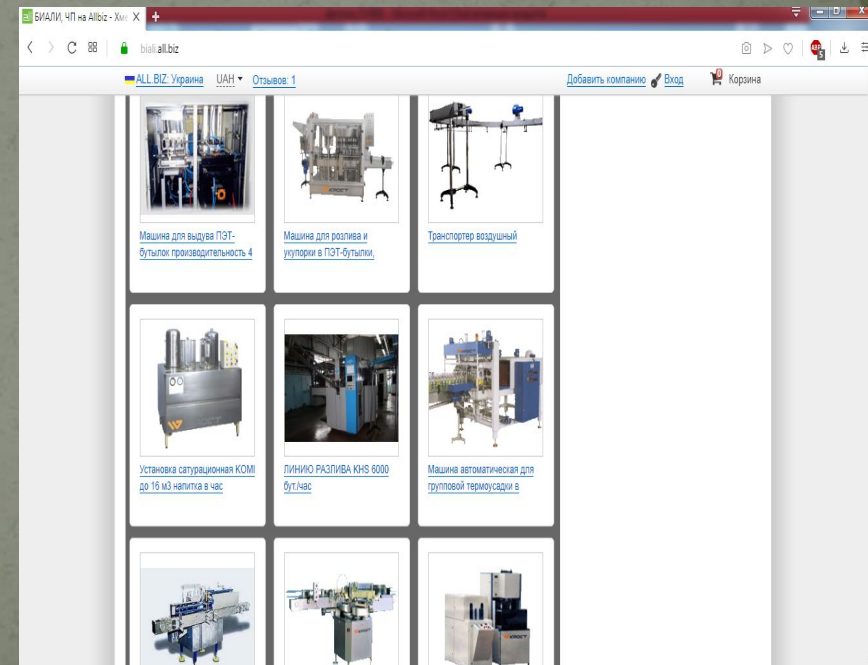 БИАЛИ, ЧП на Allbiz - Хме
biali.all.biz
ALL.BIZ: Украина UAH Отзывов: 1 Добавить компанию Вход 0 Корзина
Машина для выдува ПЭТ-
бутылок производительность 4
Машина для розлива и
укупорки в ПЭТ-бутылки,
Транспортер воздушный
Установка сатурационная КОМІ
до 16 м3 напитка в час
ЛИНИЮ РАЗЛИВА KHS 6000
бут./час
Машина автоматическая для
групповой термоусадки в